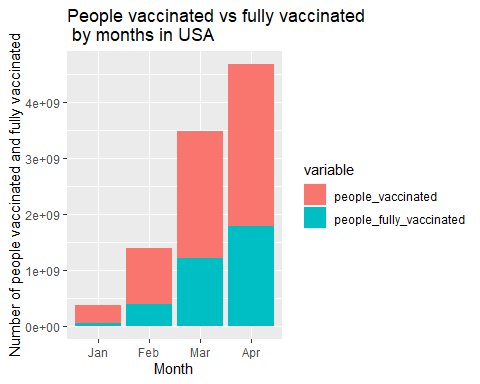 People vaccinated vs fully vaccinated
by months in USA
Number of people vaccinated and fully vaccinated
4e+09
3e+09
2e+09
1e+09
0e+00
Jan Feb Mar Apr
Month
variable
people_vaccinated
people_fully_vaccinated